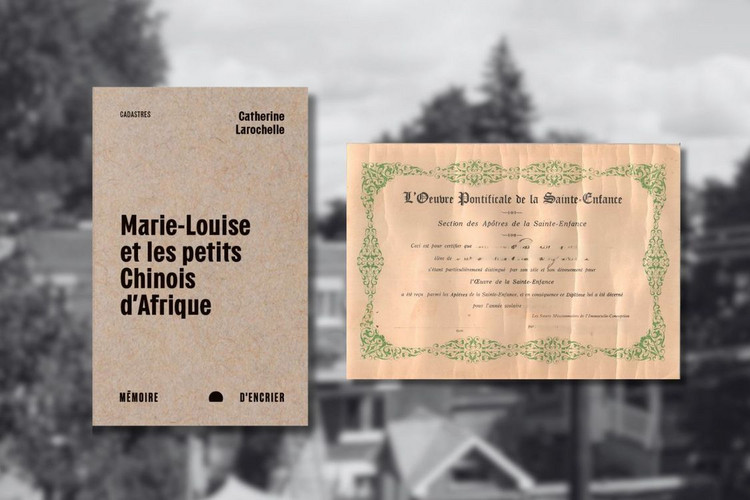 CADASTRES
Catherine
Larochelle
Marie-Louise
et les petits
Chinois
d'Afrique
MÉMOIRE D'ENCRIER
L'Oeuvre Pontificale de la Sainte-Enfance
Section des Apôtres de la Sainte-Enfance
Ceci est pour certifier que
élève de
s'étant particulièrement distingué par son zèle et son dévouement pour
l'Œuvre de la Sainte-Enfance
a été reçu parmi les Apôtres de la Sainte-Enfance, et en conséquence ce Diplôme lui a été décerné
pour l'année scolaire
Les Soeurs Missionnaires de l'Immaculée-Conception